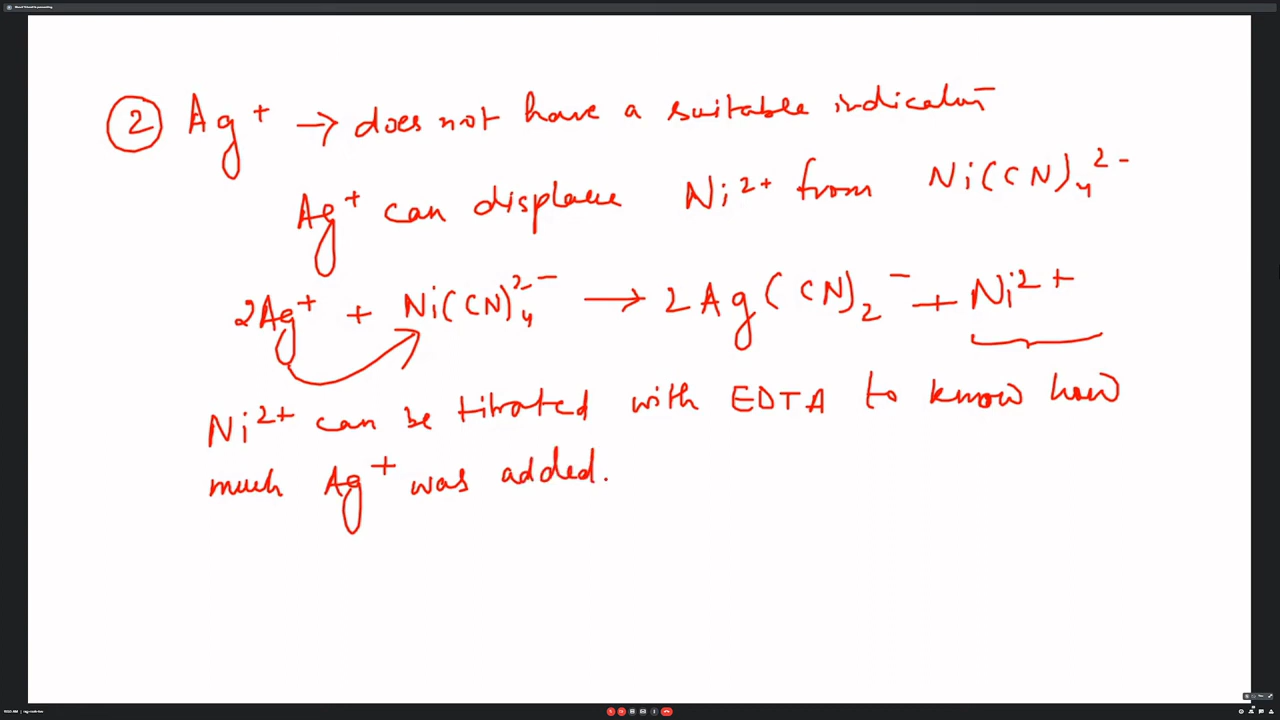 ② Ag⁺ → does not have a suitable indicator
Ag⁺ can displace Ni²⁺ from Ni(CN)₄²⁻
2Ag⁺ + Ni(CN)₄²⁻ → 2Ag(CN)₂⁻ + Ni²⁺
Ni²⁺ can be titrated with EDTA to know how
much Ag⁺ was added.